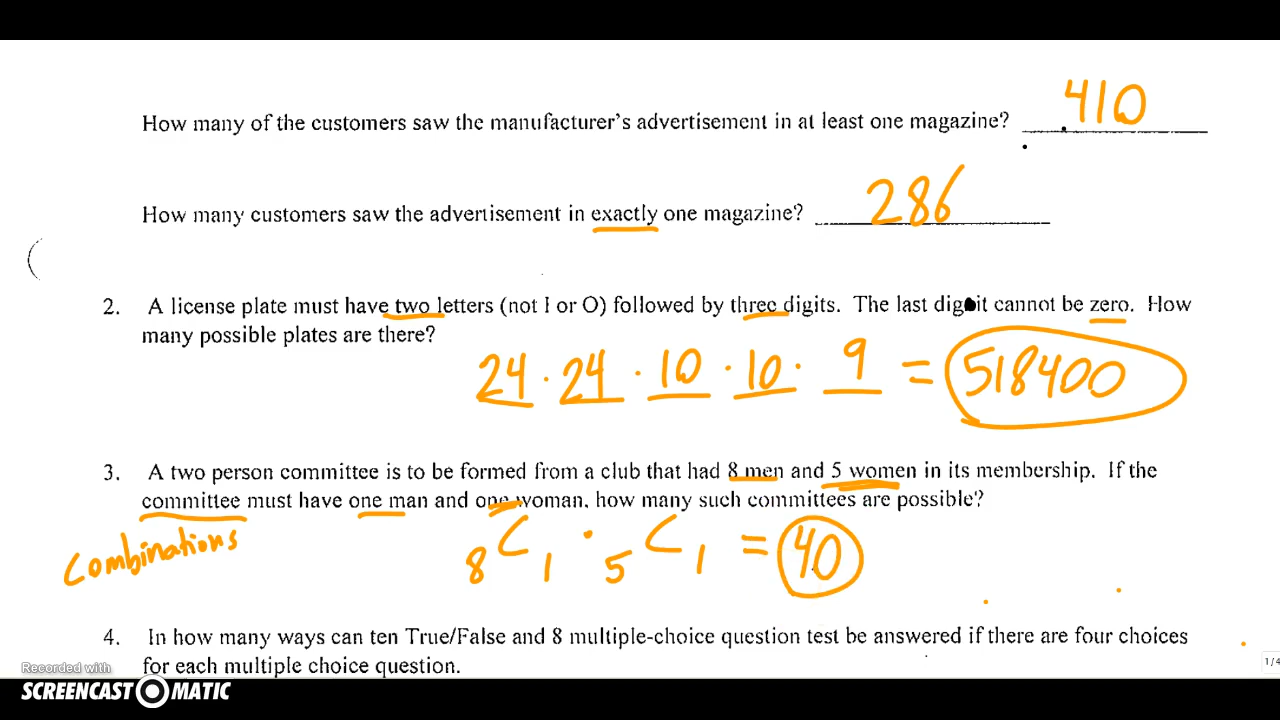 How many of the customers saw the manufacturer's advertisement in at least one magazine? 410
How many customers saw the advertisement in exactly one magazine? 286
2. A license plate must have two letters (not I or O) followed by three digits. The last digit cannot be zero. How
many possible plates are there?
24 · 24 · 10 · 10 · 9 = 518400
3. A two person committee is to be formed from a club that had 8 men and 5 women in its membership. If the
committee must have one man and one woman, how many such committees are possible?
Combinations
8C1 · 5C1 = 40
4. In how many ways can ten True/False and 8 multiple-choice question test be answered if there are four choices
for each multiple choice question.
1/4
Recorded with
SCREENCAST-O-MATIC